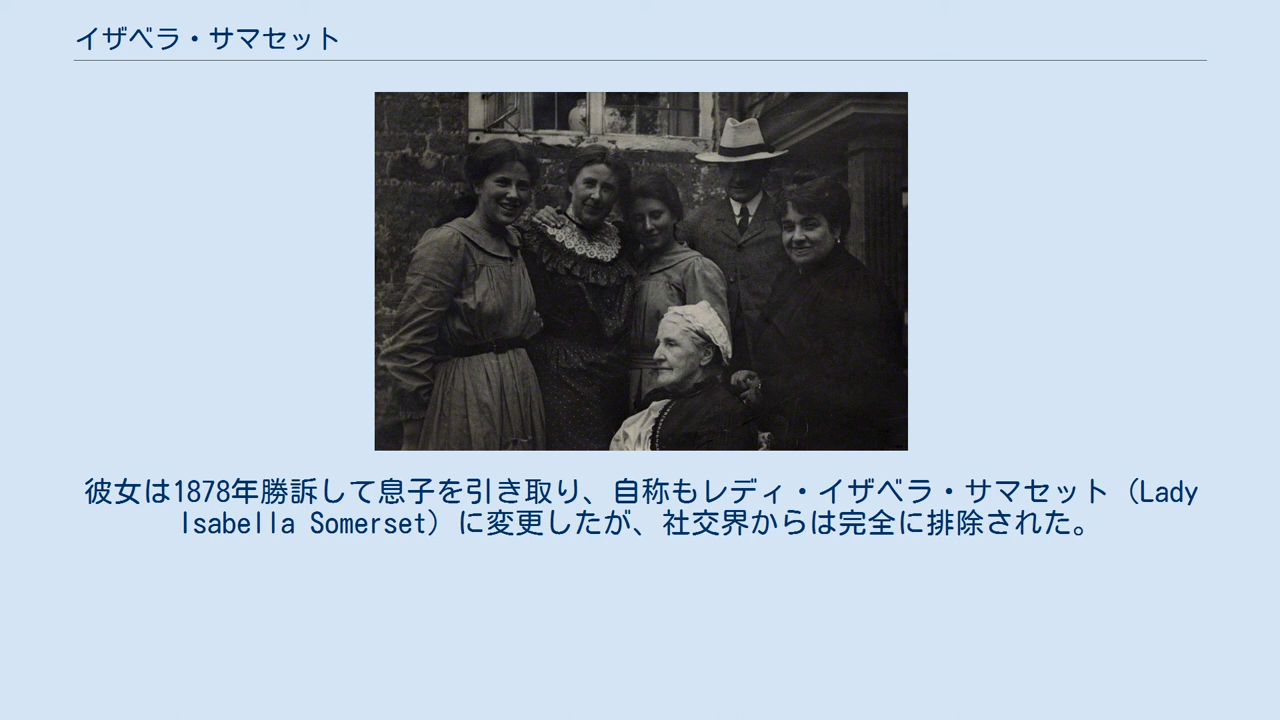 イザベラ・サマセット
彼女は1878年勝訴して息子を引き取り、自称もレディ・イザベラ・サマセット（Lady
Isabella Somerset）に変更したが、社交界からは完全に排除された。